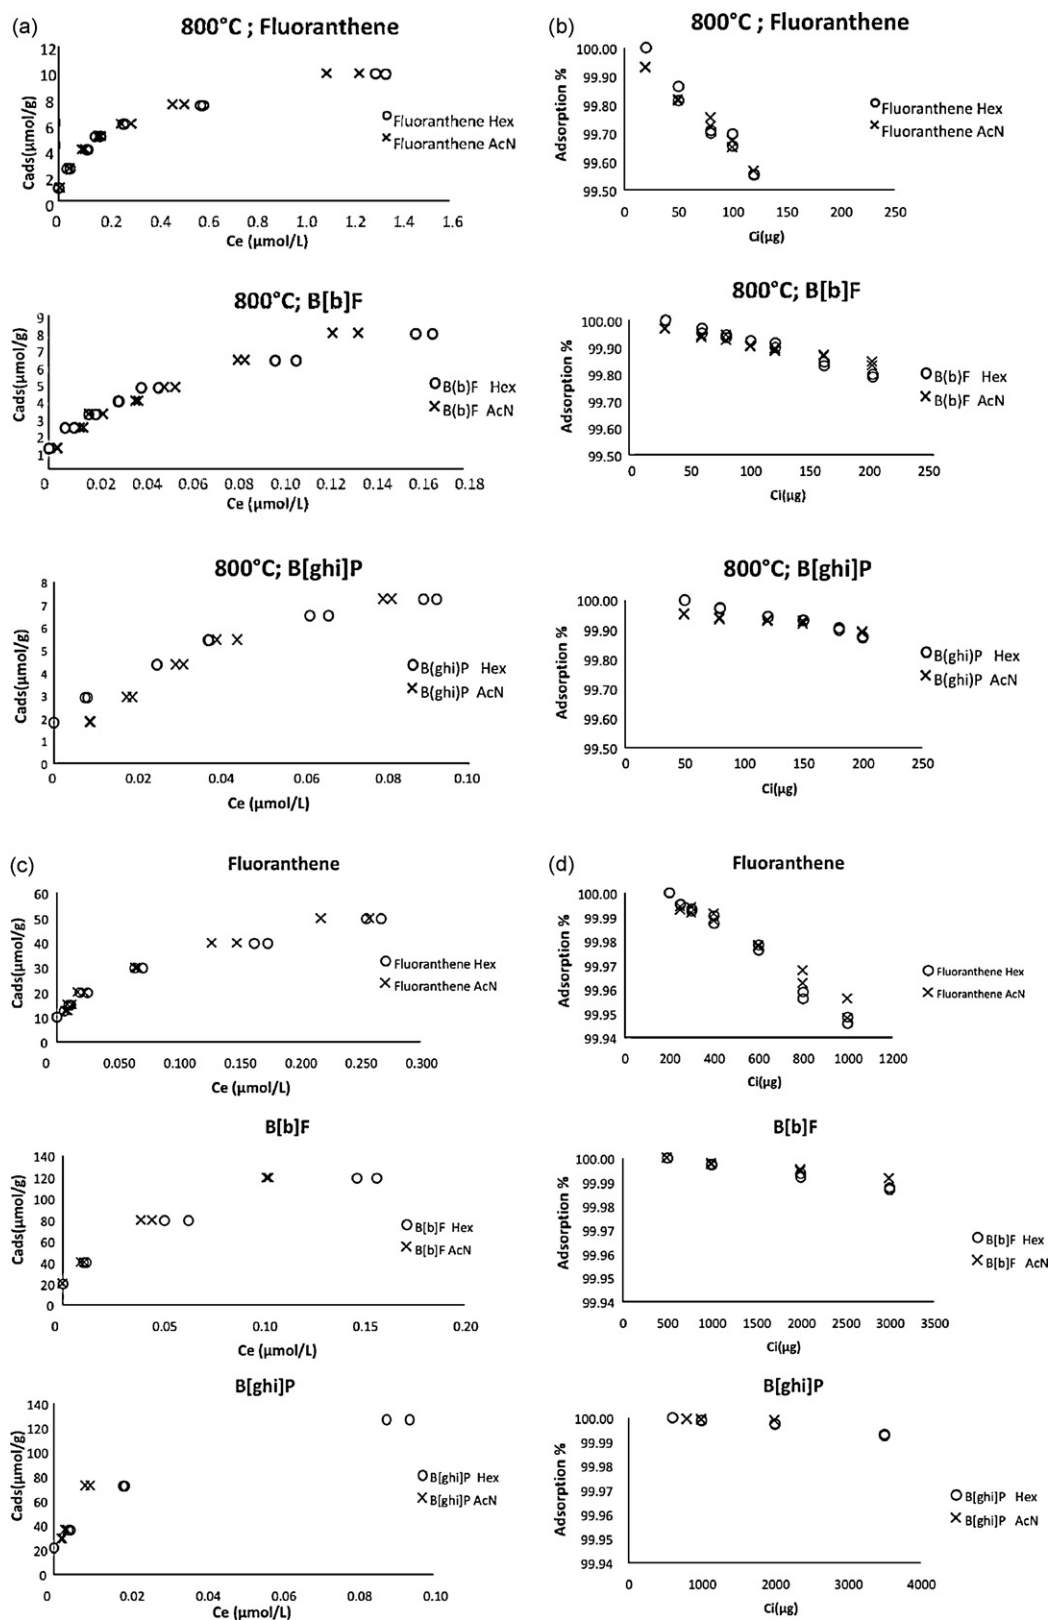 (a)
800°C ; Fluoranthene
12
10
8
6
4
2
0
Cads(µmol/g)
0 0.2 0.4 0.6 0.8 1.0 1.2 1.4 1.6
Ce (µmol/L)
Fluoranthene Hex
Fluoranthene AcN
(b)
800°C ; Fluoranthene
100.00
99.90
99.80
99.70
99.60
99.50
Adsorption %
0 50 100 150 200 250
Ci(µg)
Fluoranthene Hex
Fluoranthene AcN
800°C; B[b]F
9
8
7
6
5
4
3
2
1
Cads(µmol/g)
0 0.02 0.04 0.06 0.08 0.10 0.12 0.14 0.16 0.18
Ce (µmol/L)
B(b)F Hex
B(b)F AcN
800°C; B[b]F
100.00
99.90
99.80
99.70
99.60
99.50
Adsorption %
0 50 100 150 200 250
Ci(µg)
B(b)F Hex
B(b)F AcN
800°C; B[ghi]P
8
7
6
5
4
3
2
1
0
Cads(µmol/g)
0 0.02 0.04 0.06 0.08 0.10
Ce (µmol/L)
B(ghi)P Hex
B(ghi)P AcN
800°C; B[ghi]P
100.00
99.90
99.80
99.70
99.60
99.50
Adsorption %
0 50 100 150 200 250
Ci(µg)
B(ghi)P Hex
B(ghi)P AcN
(c)
Fluoranthene
60
50
40
30
20
10
0
Cads(µmol/g)
0 0.050 0.100 0.150 0.200 0.250 0.300
Ce (µmol/L)
Fluoranthene Hex
Fluoranthene AcN
(d)
Fluoranthene
100.00
99.99
99.98
99.97
99.96
99.95
99.94
Adsorption %
0 200 400 600 800 1000 1200
Ci(µg)
Fluoranthene Hex
Fluoranthene AcN
B[b]F
140
120
100
80
60
40
20
0
Cads(µmol/g)
0 0.05 0.10 0.15 0.20
Ce (µmol/L)
B[b]F Hex
B[b]F AcN
B[b]F
100.00
99.99
99.98
99.97
99.96
99.95
99.94
Adsorption %
0 500 1000 1500 2000 2500 3000 3500
Ci(µg)
B[b]F Hex
B[b]F AcN
B[ghi]P
140
120
100
80
60
40
20
0
Cads(µmol/g)
0 0.02 0.04 0.06 0.08 0.10
Ce (µmol/L)
B[ghi]P Hex
B[ghi]P AcN
B[ghi]P
100.00
99.99
99.98
99.97
99.96
99.95
99.94
Adsorption %
0 1000 2000 3000 4000
Ci(µg)
B[ghi]P Hex
B[ghi]P AcN